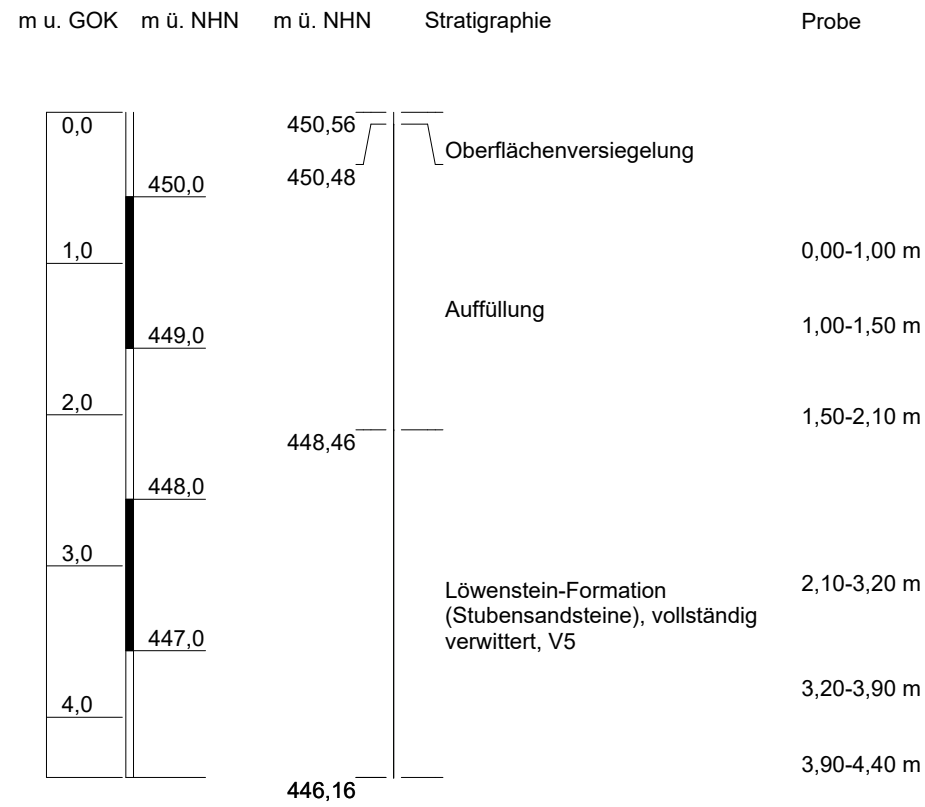 m u. GOK m ü. NHN m ü. NHN Stratigraphie Probe
0,0 450,56
Oberflächenversiegelung
450,0 450,48
1,0 0,00-1,00 m
Auffüllung
449,0 1,00-1,50 m
2,0 1,50-2,10 m
448,46
448,0
3,0 2,10-3,20 m
Löwenstein-Formation
(Stubensandsteine), vollständig
verwittert, V5
447,0
3,20-3,90 m
4,0
3,90-4,40 m
446,16